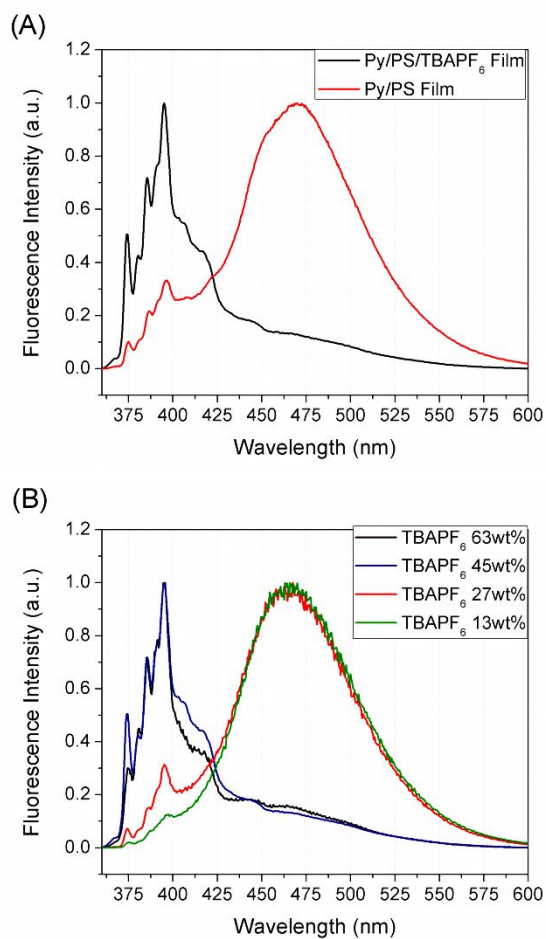 (A)
1.2
1.0
0.8
0.6
0.4
0.2
0.0
Fluorescence Intensity (a.u.)
Py/PS/TBAPF₆ Film
Py/PS Film
375 400 425 450 475 500 525 550 575 600
Wavelength (nm)
(B)
1.2
1.0
0.8
0.6
0.4
0.2
0.0
Fluorescence Intensity (a.u.)
TBAPF₆ 63wt%
TBAPF₆ 45wt%
TBAPF₆ 27wt%
TBAPF₆ 13wt%
375 400 425 450 475 500 525 550 575 600
Wavelength (nm)